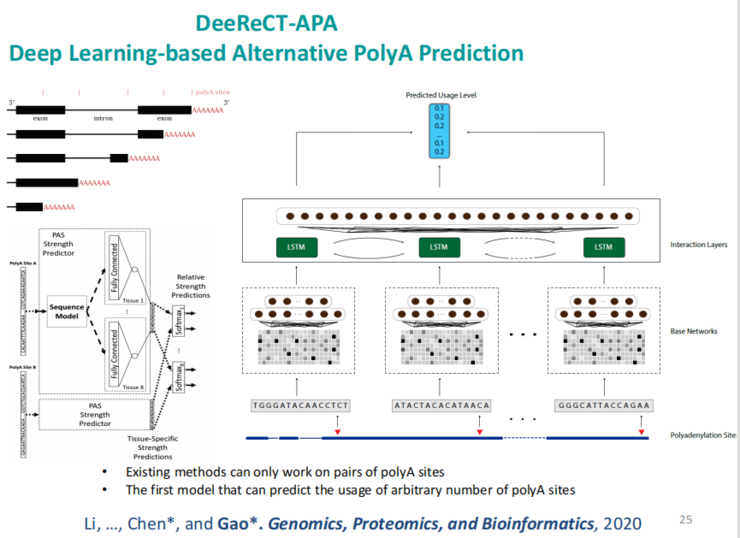 DeeReCT-APA
Deep Learning-based Alternative PolyA Prediction
polyA sites
5'
3'
AAAAAAA
exon
intron
exon
AAAAAAA
AAAAAAA
AAAAAAA
AAAAAAA
PAS
Strength
Predictor
PolyA Site A
Sequence
Model
Fully Connected
Tissue 1
Fully Connected
Tissue 8
Relative
Strength
Predictions
Softmax
Softmax
PolyA Site B
PAS
Strength
Predictor
Tissue-Specific
Strength
Predictions
Predicted Usage Level
0.1
0.2
0.2
...
0.1
0.2
LSTM
LSTM
LSTM
Interaction Layers
Base Networks
TGGGATACAACCTCT
ATACTACACATAACA
GGGCATTACCAGAA
Polyadenylation Site
• Existing methods can only work on pairs of polyA sites
• The first model that can predict the usage of arbitrary number of polyA sites
Li, ..., Chen*, and Gao*. Genomics, Proteomics, and Bioinformatics, 2020
25